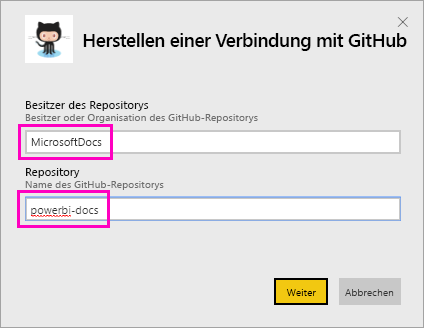 Herstellen einer Verbindung mit GitHub
Besitzer des Repositorys
Besitzer oder Organisation des GitHub-Repositorys
MicrosoftDocs
Repository
Name des GitHub-Repositorys
powerbi-docs
Weiter Abbrechen